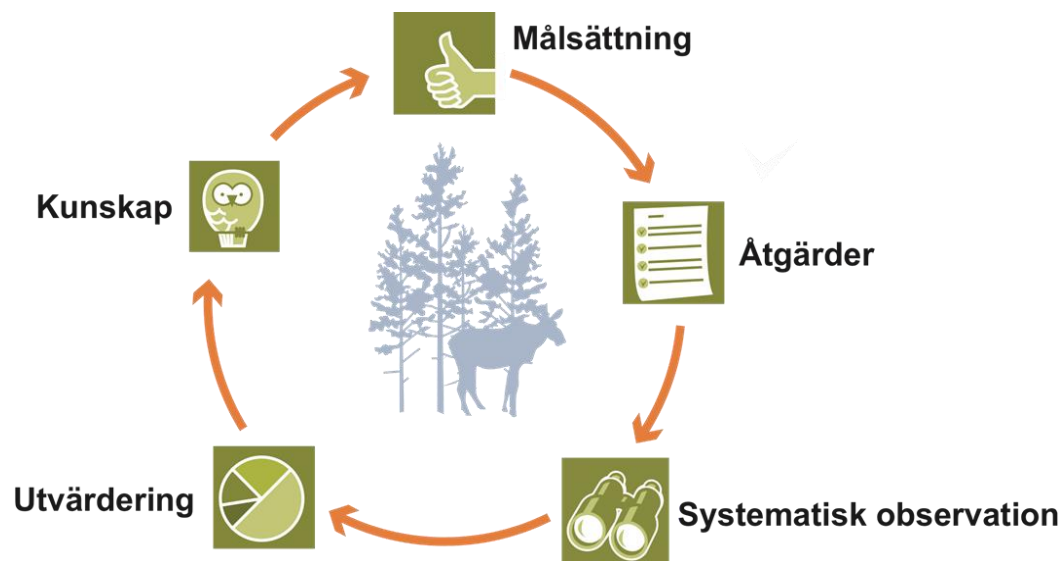 Målsättning
Åtgärder
Systematisk observation
Utvärdering
Kunskap